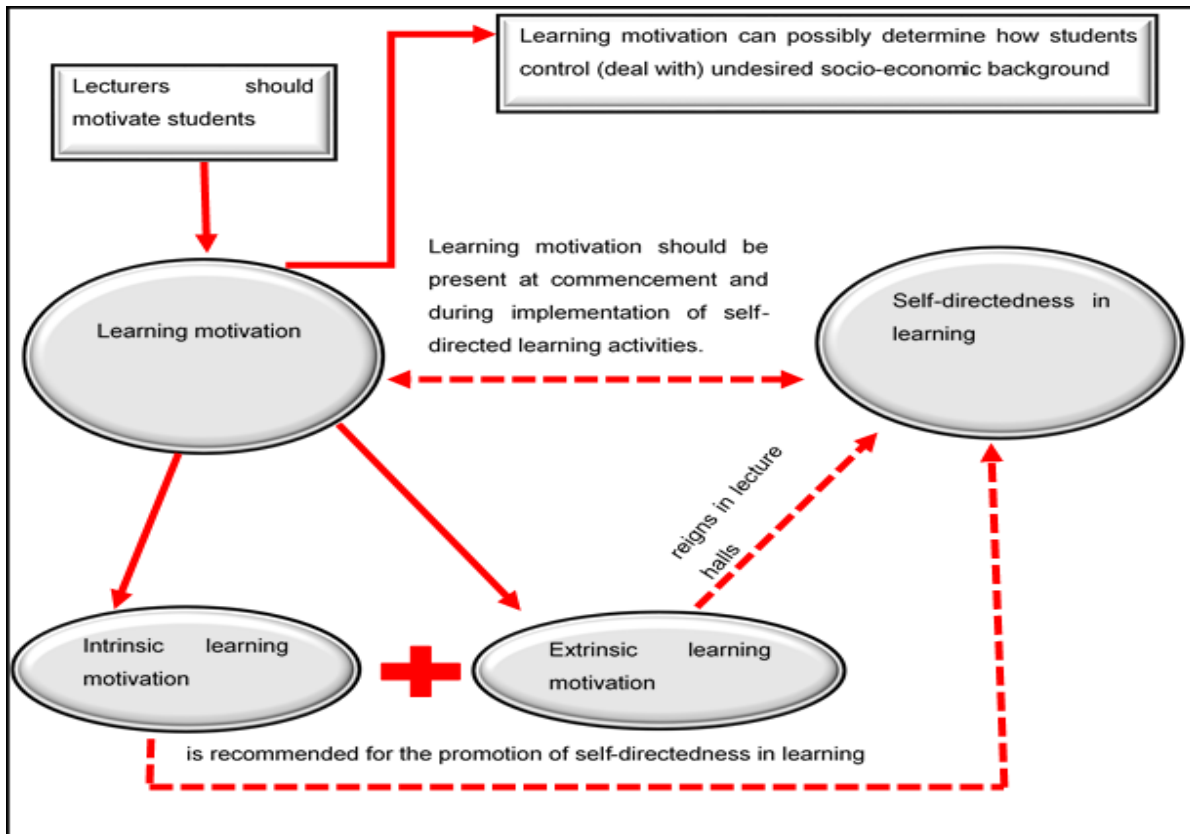 Learning motivation can possibly determine how students
control (deal with) undesired socio-economic background
Lecturers should
motivate students
Learning motivation should be
present at commencement and
during implementation of self-
directed learning activities.
Self-directedness in
learning
Learning motivation
reigns in lecture
halls
Intrinsic learning
motivation
Extrinsic learning
motivation
is recommended for the promotion of self-directedness in learning